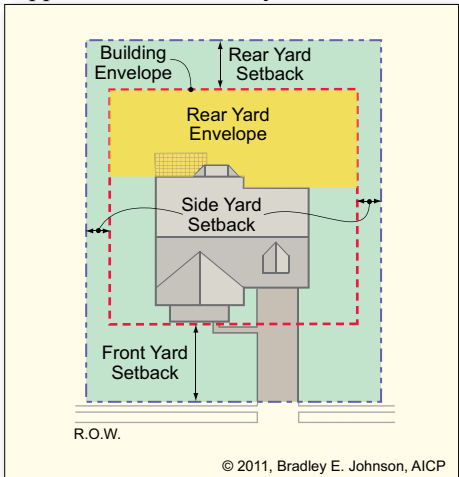 Building
Envelope
Rear Yard
Setback
Rear Yard
Envelope
Side Yard
Setback
Front Yard
Setback
R.O.W.
© 2011, Bradley E. Johnson, AICP